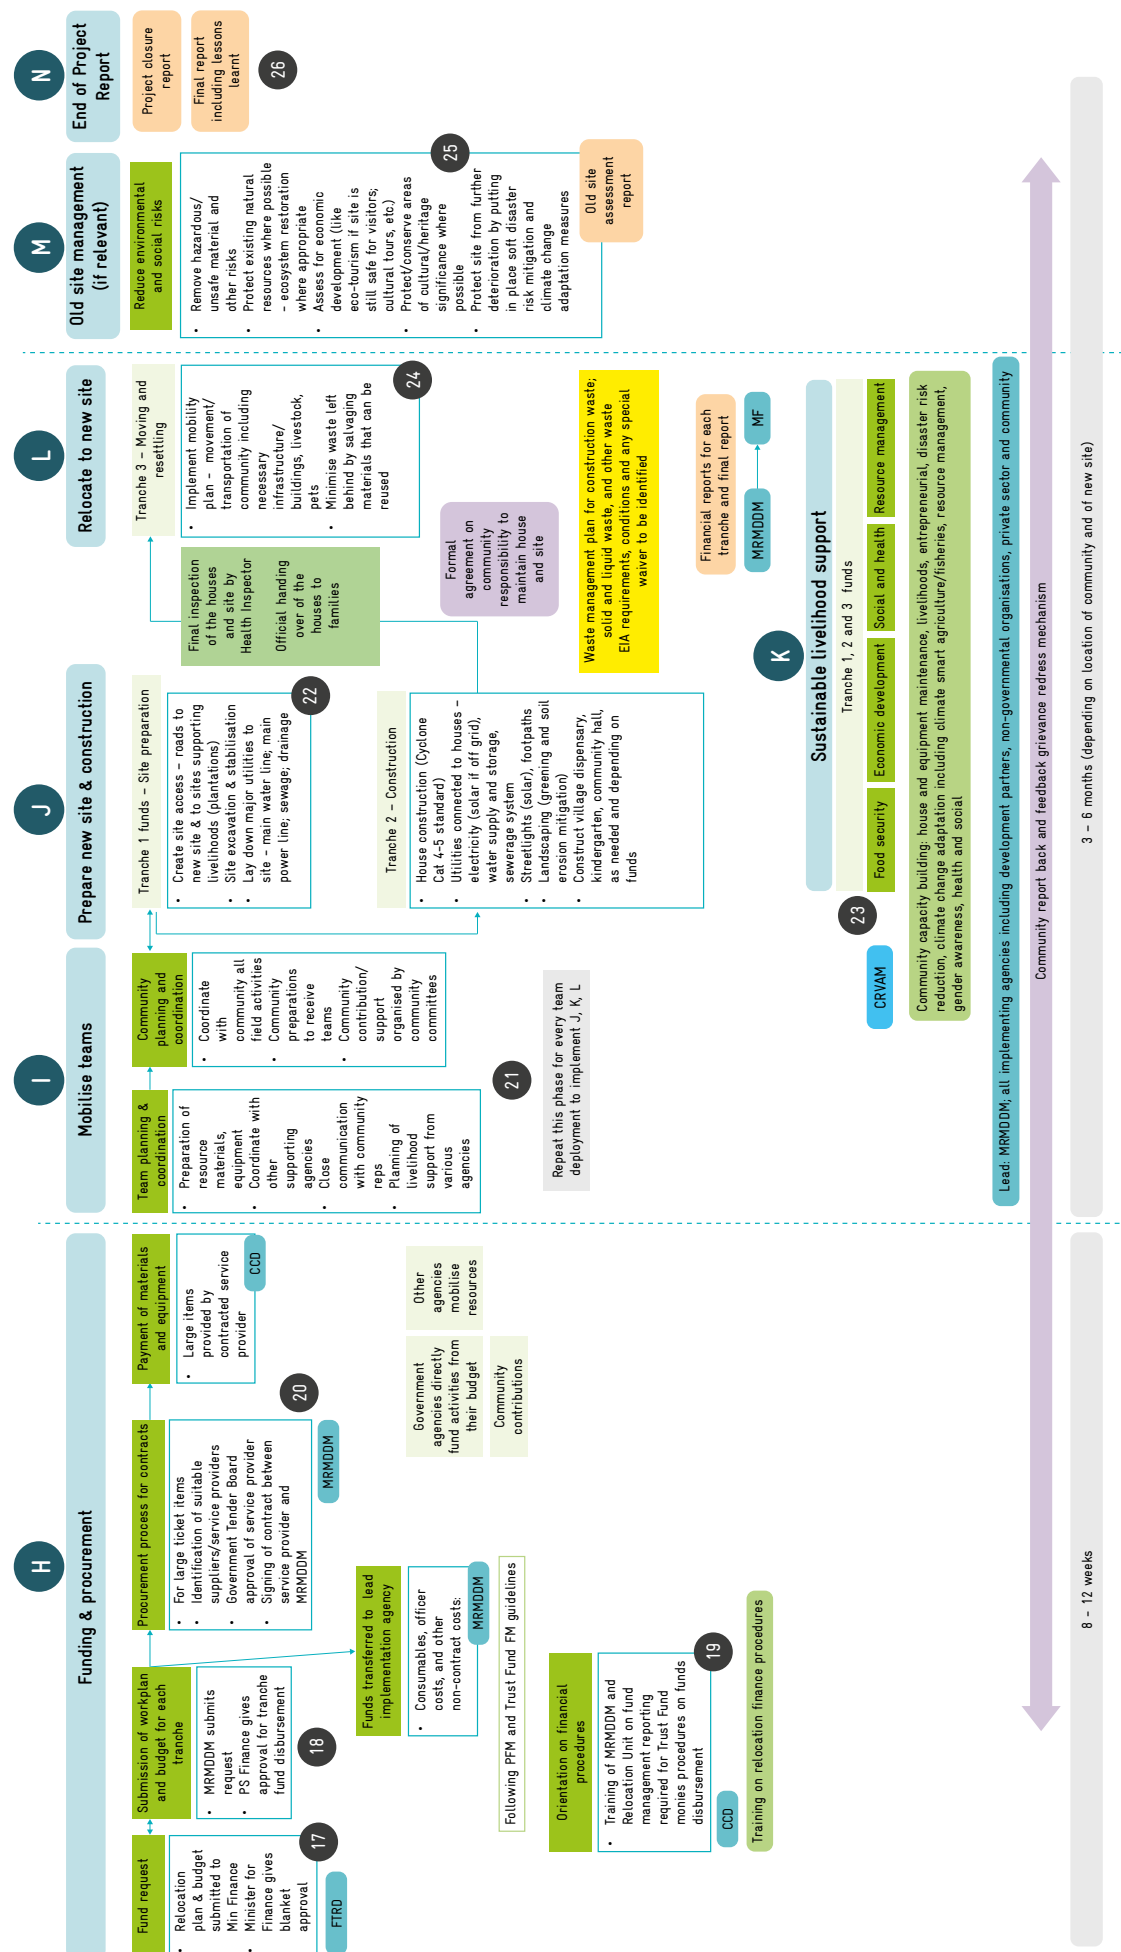 H
Funding & procurement
Fund request
• Relocation
plan & budget
submitted to
Min Finance
• Minister for
Finance gives
blanket
approval
17
FTRD
Submission of workplan
and budget for each
tranche
• MRMDDM submits
request
• PS Finance gives
approval for tranche
fund disbursement
18
Procurement process for contracts
• For large ticket items
• Identification of suitable
suppliers/service providers
• Government Tender Board
approval of service provider
• Signing of contract between
service provider and
MRMDDM
MRMDDM
20
Payment of materials
and equipment
• Large items
provided by
contracted service
provider
CCD
Funds transferred to lead
implementation agency
• Consumables, officer
costs, and other
non-contract costs:
MRMDDM
Following PFM and Trust Fund FM guidelines
Government
agencies directly
fund activities from
their budget
Other
agencies
mobilise
resources
Community
contributions
Orientation on financial
procedures
• Training of MRMDDM and
Relocation Unit on fund
management reporting
required for Trust Fund
monies procedures on funds
disbursement
19
CCD
Training on relocation finance procedures
I
Mobilise teams
Team planning &
coordination
• Preparation of
resource
materials,
equipment
• Coordinate with
other
supporting
agencies
• Close
communication
with community
reps
• Planning of
livelihood
support from
various
agencies
Community
planning and
coordination
• Coordinate
with
community all
field activities
• Community
preparations
to receive
teams
• Community
contribution/
support
organised by
community
committees
21
Repeat this phase for every team
deployment to implement J, K, L
J
Prepare new site & construction
Tranche 1 funds – Site preparation
• Create site access – roads to
new site & to sites supporting
livelihoods (plantations)
• Site excavation & stabilisation
• Lay down major utilities to
site – main water line; main
power line; sewage; drainage
22
Tranche 2 – Construction
• House construction (Cyclone
Cat 4-5 standard)
• Utilities connected to houses –
electricity (solar if off grid),
water supply and storage,
sewerage system
• Streetlights (solar), footpaths
• Landscaping (greening and soil
erosion mitigation)
• Construct village dispensary,
kindergarten, community hall,
as needed and depending on
funds
Final inspection
of the houses
and site by
Health Inspector
Official handing
over of the
houses to
families
Formal
agreement on
community
responsibility to
maintain house
and site
Waste management plan for construction waste;
solid and liquid waste, and other waste
EIA requirements, conditions and any special
waiver to be identified
K
Sustainable livelihood support
Tranche 1, 2 and 3 funds
23
Food security
Economic development
Social and health
Resource management
CRVAM
Community capacity building: house and equipment maintenance, livelihoods, entrepreneurial, disaster risk
reduction, climate change adaptation including climate smart agriculture/fisheries, resource management,
gender awareness, health and social
L
Relocate to new site
Tranche 3 – Moving and
resetting
• Implement mobility
plan – movement/
transportation of
community including
necessary
infrastructure/
buildings, livestock,
pets
• Minimise waste left
behind by salvaging
materials that can be
reused
24
Financial reports for each
tranche and final report
MRMDDM
MF
Lead: MRMDDM; all implementing agencies including development partners, non-governmental organisations, private sector and community
M
Old site management
(if relevant)
Reduce environmental
and social risks
• Remove hazardous/
unsafe material and
other risks
• Protect existing natural
resources where possible
– ecosystem restoration
where appropriate
• Assess for economic
development (like
eco-tourism if site is
still safe for visitors;
cultural tours, etc.)
• Protect/conserve areas
of cultural/heritage
significance where
possible
• Protect site from further
deterioration by putting
in place soft disaster
risk mitigation and
climate change
adaptation measures
25
Old site
assessment
report
N
End of Project
Report
Project closure
report
Final report
including lessons
learnt
26
Community report back and feedback grievance redress mechanism
8 – 12 weeks
3 – 6 months (depending on location of community and of new site)